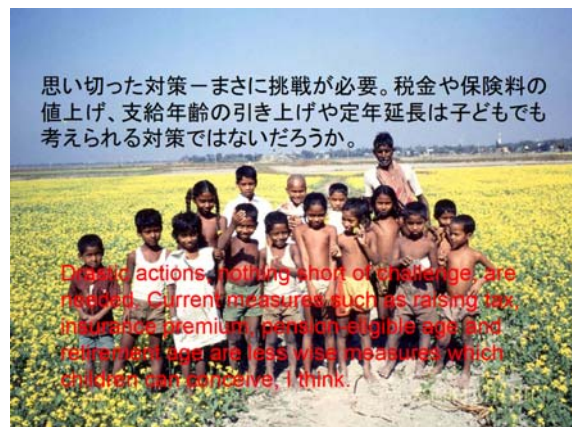 思い切った対策－まさに挑戦が必要。税金や保険料の
値上げ、支給年齢の引き上げや定年延長は子どもでも
考えられる対策ではないだろうか。
Drastic actions, nothing short of challenge, are
needed. Current measures such as raising tax,
insurance premium, pension-eligible age and
retirement age are less wise measures which
children can conceive, I think.